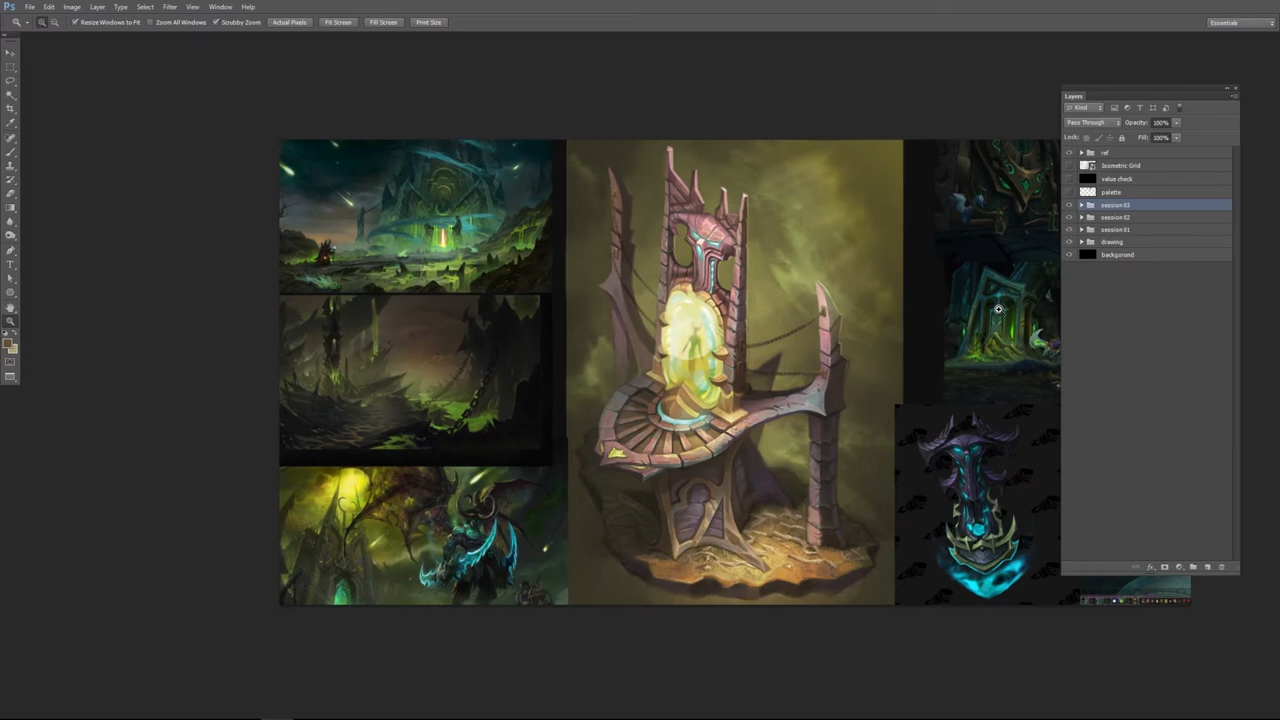 Ps File Edit Image Layer Type Select Filter View Window Help
Resize Windows to Fit Zoom All Windows Scrubby Zoom Actual Pixels Fit Screen Fill Screen Print Size Essentials
Layers
Kind
Pass Through Opacity: 100%
Lock: Fill: 100%
ref
Isometric Grid
value check
palette
session 03
session 02
session 01
drawing
backgorund